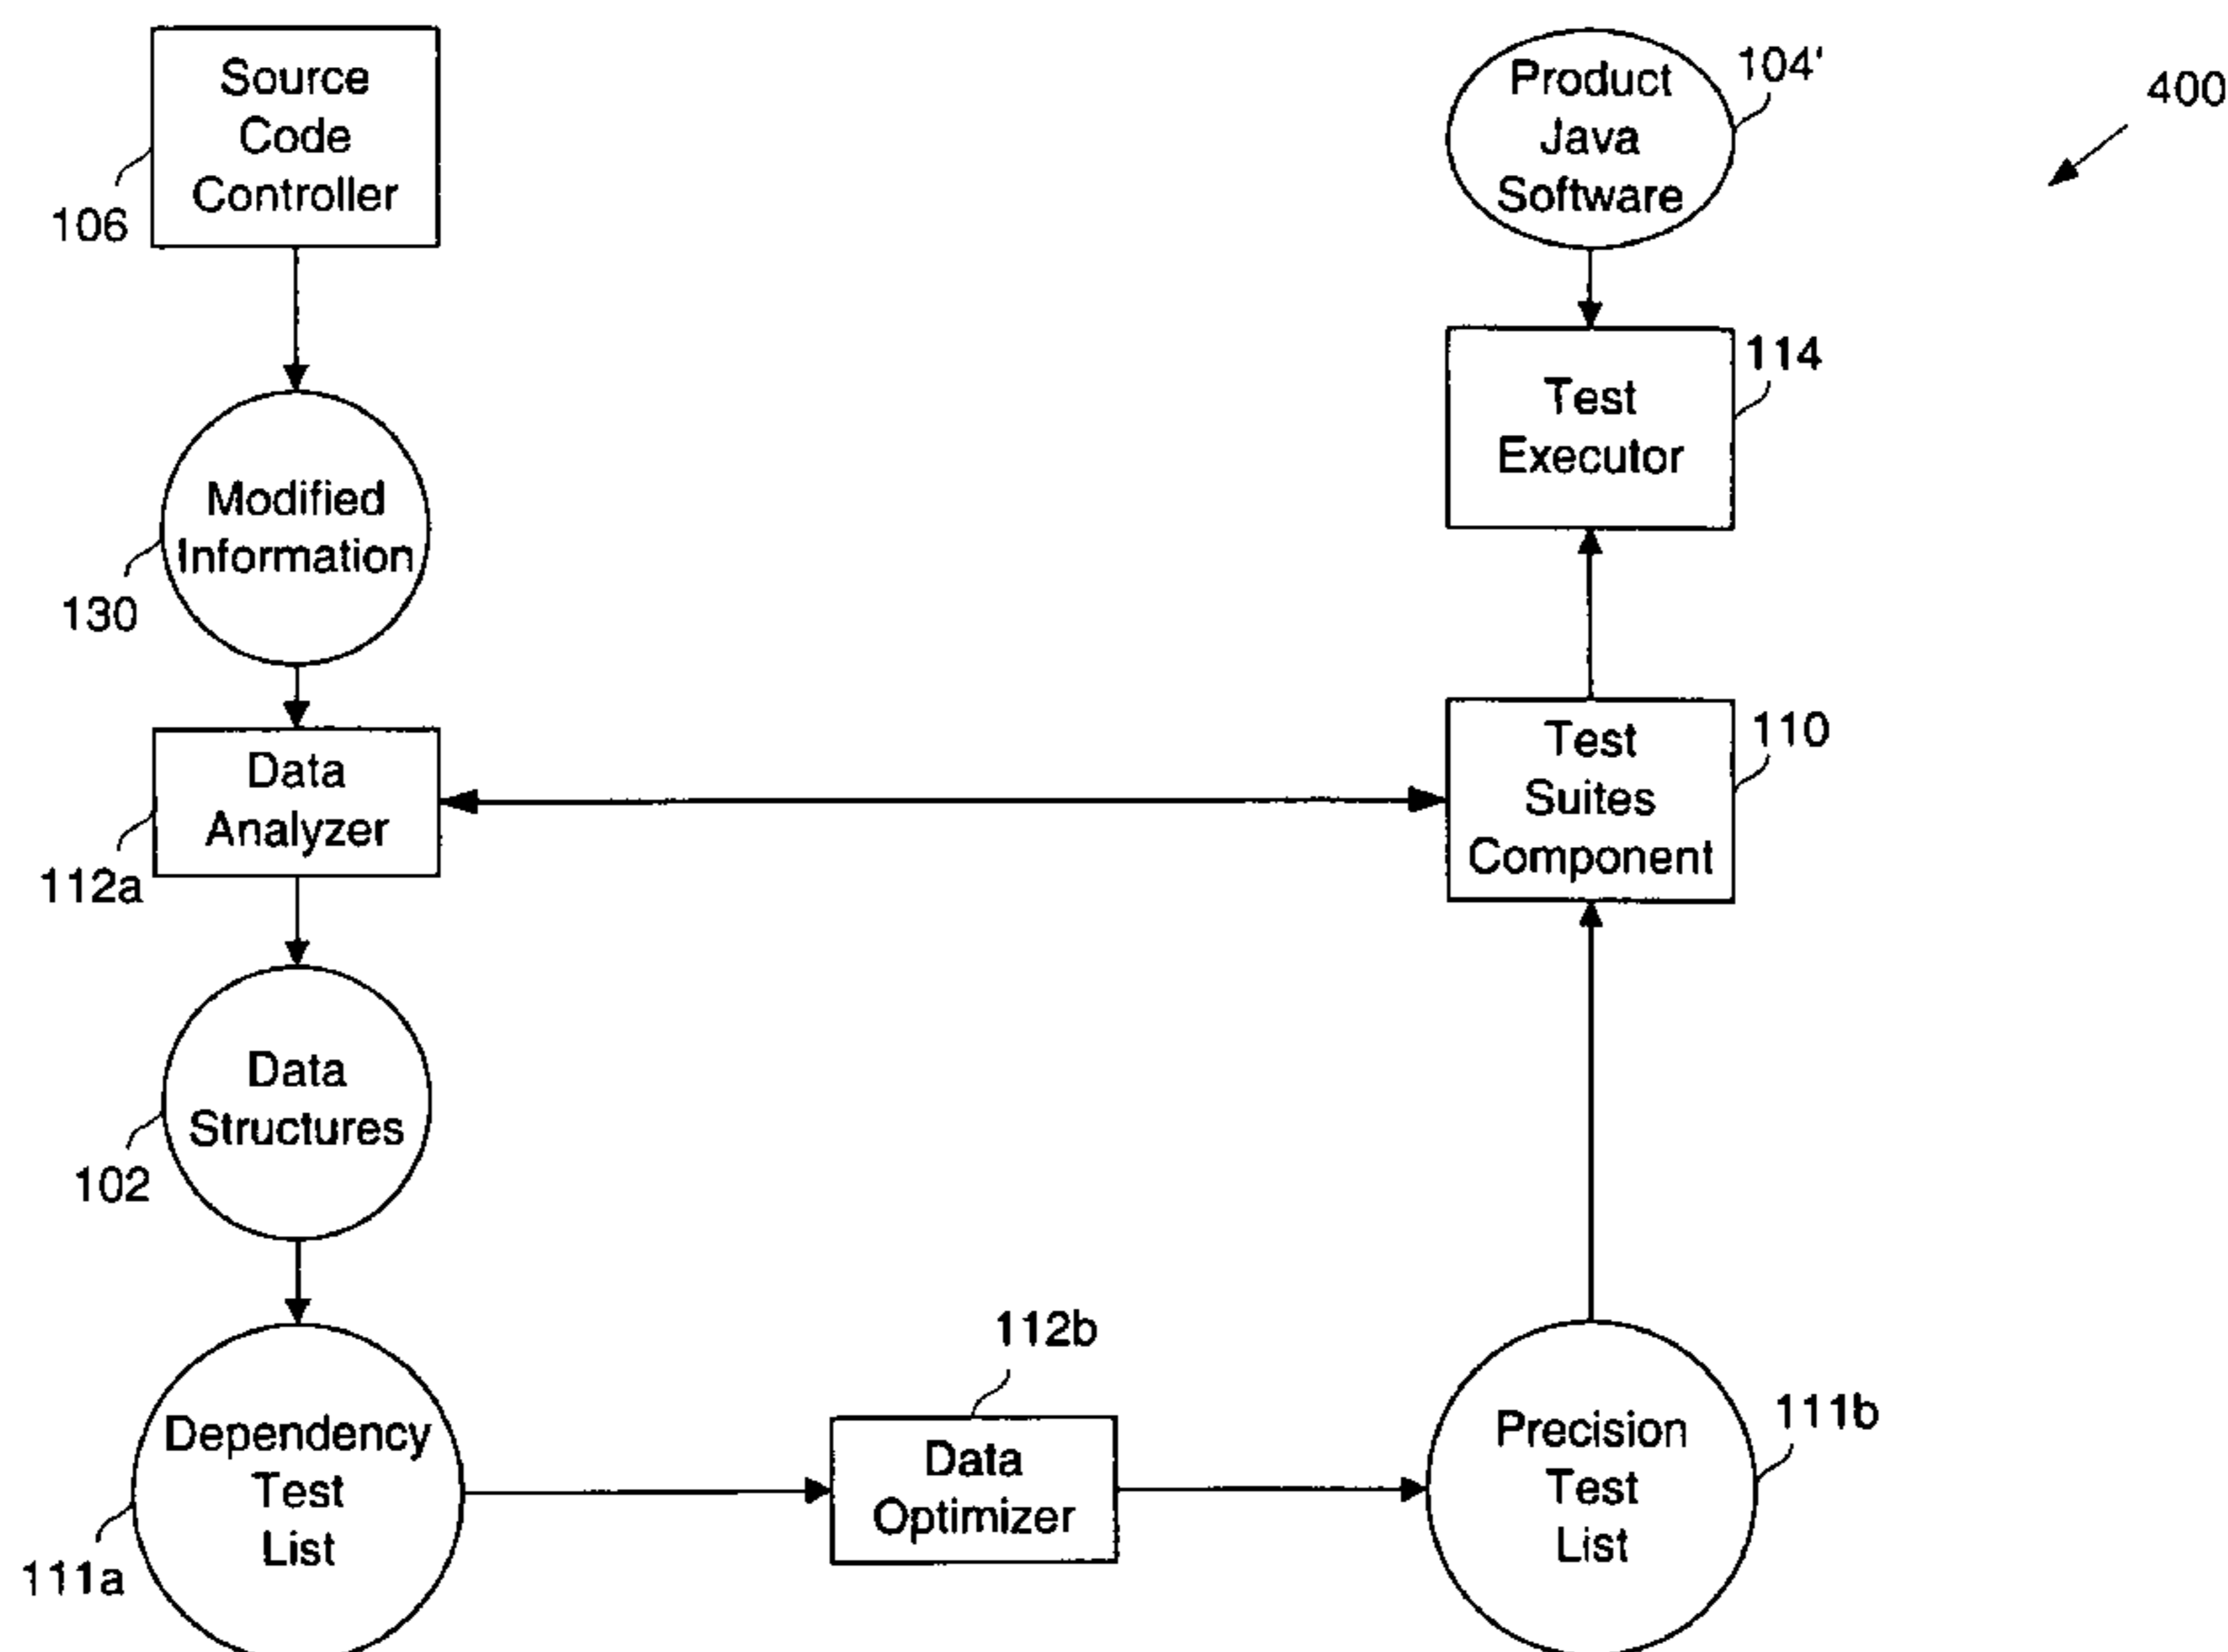 Source
Code
Controller
106
Product
Java
Software
104'
400
Test
Executor
114
Modified
Information
130
Data
Analyzer
112a
Test
Suites
Component
110
Data
Structures
102
Dependency
Test
List
111a
112b
Data
Optimizer
Precision
Test
List
111b